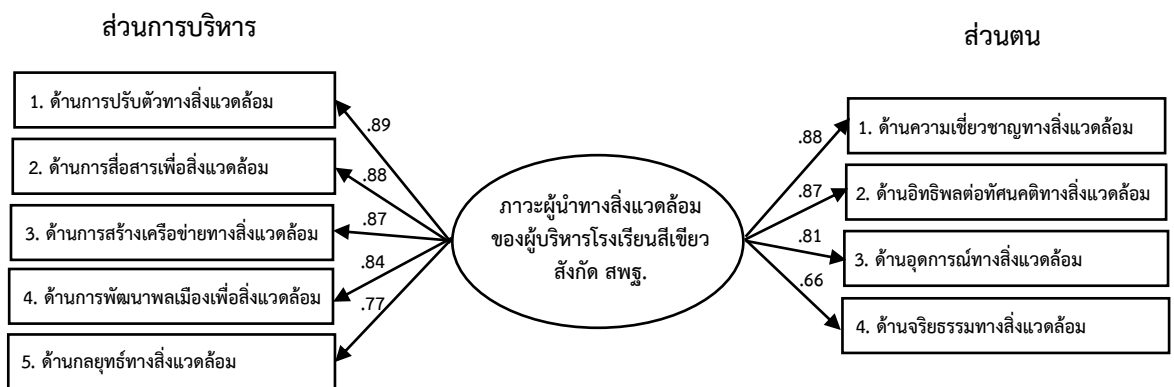 ส่วนการบริหาร
1. ด้านการปรับตัวทางสิ่งแวดล้อม
2. ด้านการสื่อสารเพื่อสิ่งแวดล้อม
3. ด้านการสร้างเครือข่ายทางสิ่งแวดล้อม
4. ด้านการพัฒนาพลเมืองเพื่อสิ่งแวดล้อม
5. ด้านกลยุทธ์ทางสิ่งแวดล้อม
.89
.88
.87
.84
.77
ภาวะผู้นำทางสิ่งแวดล้อม
ของผู้บริหารโรงเรียนสีเขียว
สังกัด สพฐ.
ส่วนตน
.88
.87
.81
.66
1. ด้านความเชี่ยวชาญทางสิ่งแวดล้อม
2. ด้านอิทธิพลต่อทัศนคติทางสิ่งแวดล้อม
3. ด้านอุดการณ์ทางสิ่งแวดล้อม
4. ด้านจริยธรรมทางสิ่งแวดล้อม